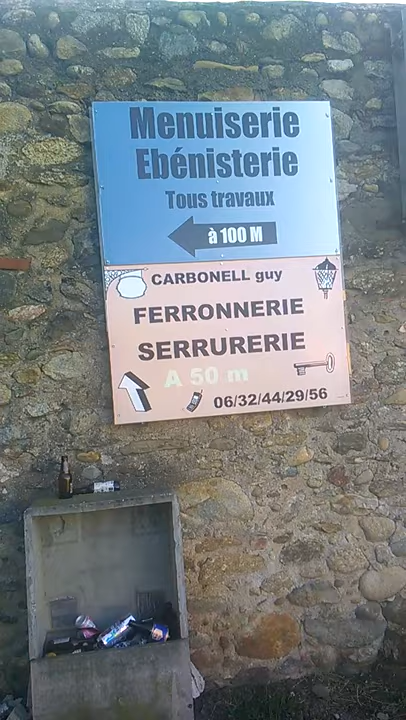 Menuiserie
Ebénisterie
Tous travaux
à 100 M
CARBONELL guy
FERRONNERIE
SERRURERIE
A 50 m
06/32/44/29/56